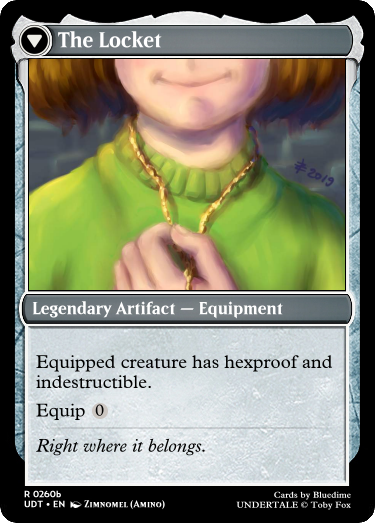 The Locket
2019
Legendary Artifact — Equipment
Equipped creature has hexproof and
indestructible.
Equip 0
Right where it belongs.
R 0260b
Cards by Bluedime
UDT • EN Zimnomel (Amino)
UNDERTALE © Toby Fox